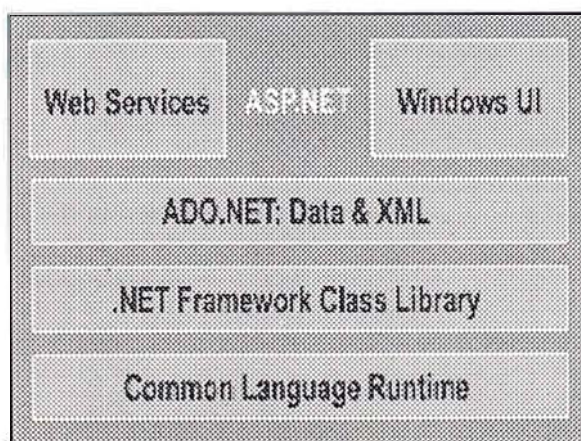 Web Services ASP.NET Windows UI
ADO.NET: Data & XML
.NET Framework Class Library
Common Language Runtime